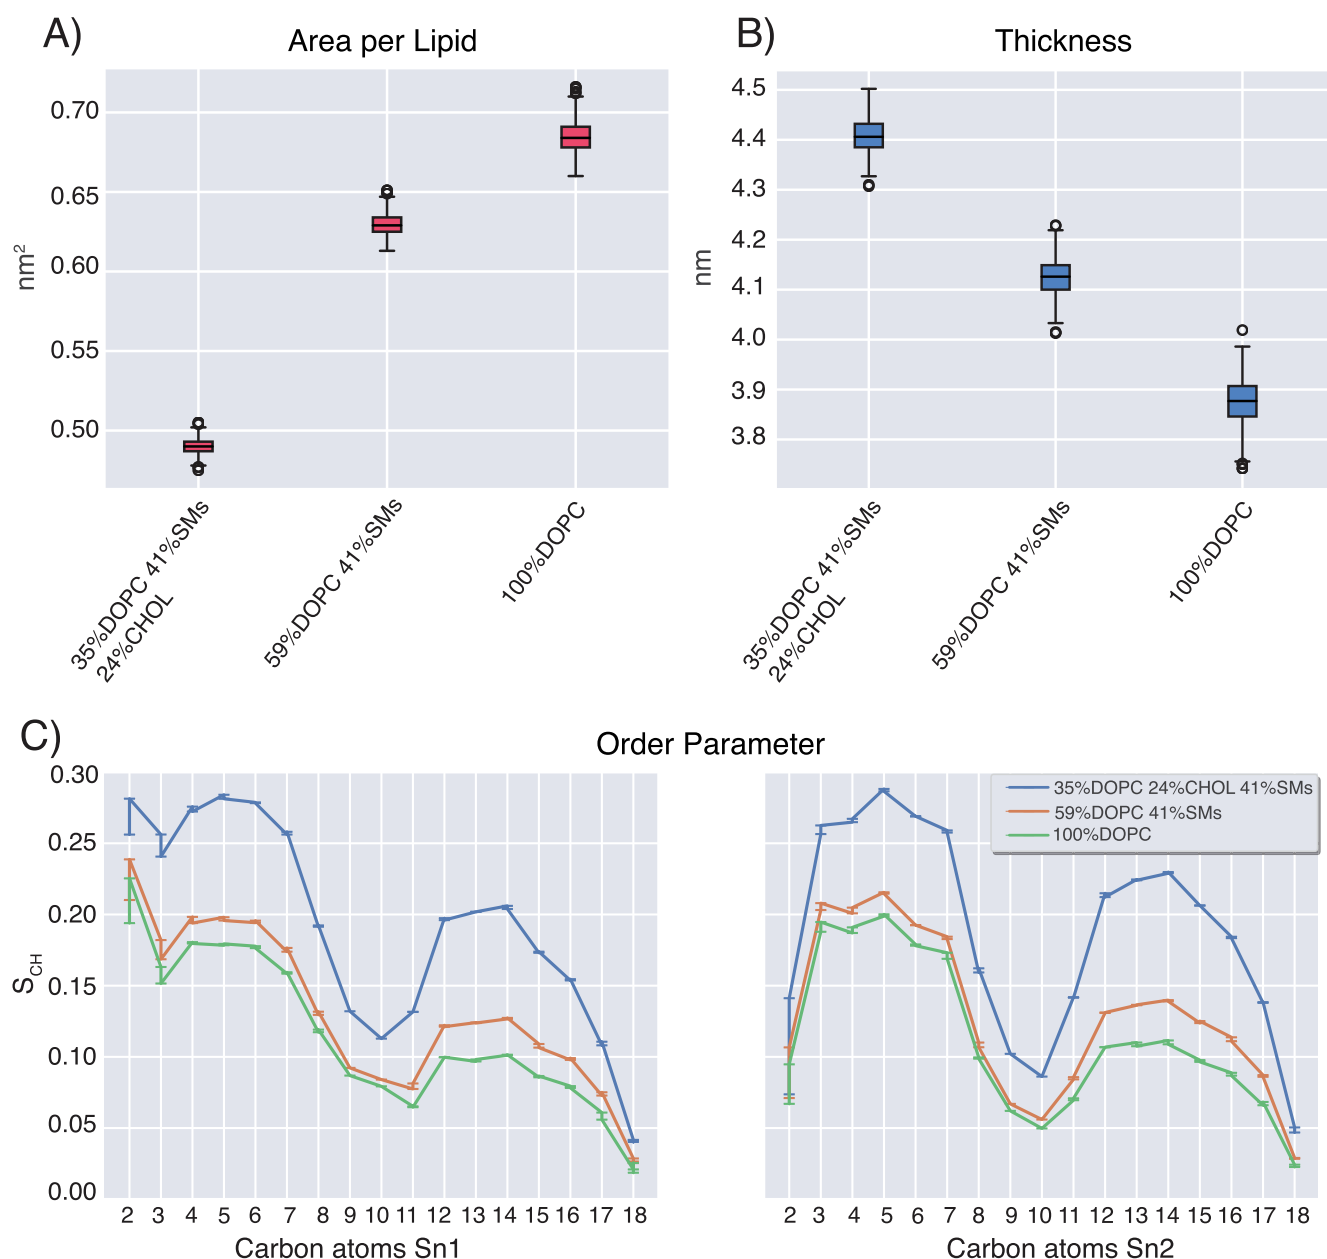 A)
Area per Lipid
nm²
0.70
0.65
0.60
0.55
0.50
35%DOPC 41%SMs
24%CHOL
59%DOPC 41%SMs
100%DOPC
B)
Thickness
nm
4.5
4.4
4.3
4.2
4.1
4.0
3.9
3.8
35%DOPC 41%SMs
24%CHOL
59%DOPC 41%SMs
100%DOPC
C)
Order Parameter
S_CH
0.30
0.25
0.20
0.15
0.10
0.05
0.00
2 3 4 5 6 7 8 9 10 11 12 13 14 15 16 17 18
Carbon atoms Sn1
35%DOPC 24%CHOL 41%SMs
59%DOPC 41%SMs
100%DOPC
2 3 4 5 6 7 8 9 10 11 12 13 14 15 16 17 18
Carbon atoms Sn2